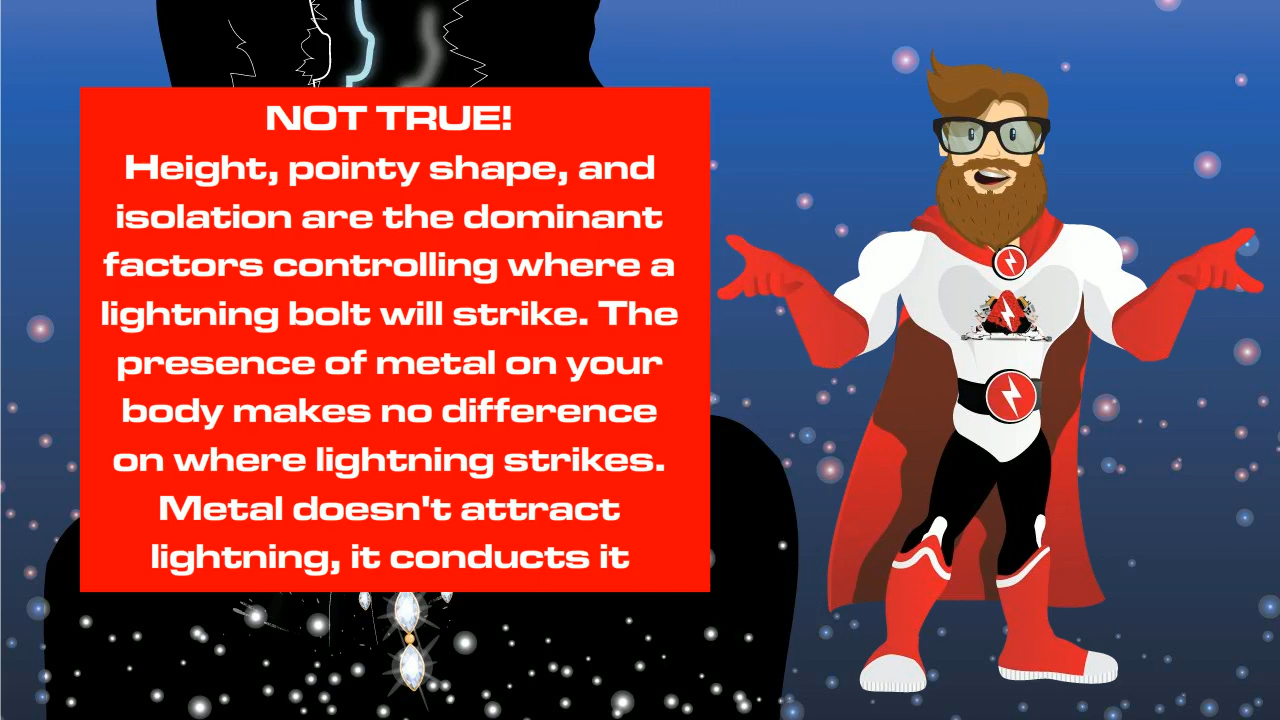 NOT TRUE!
Height, pointy shape, and
isolation are the dominant
factors controlling where a
lightning bolt will strike. The
presence of metal on your
body makes no difference
on where lightning strikes.
Metal doesn't attract
lightning, it conducts it